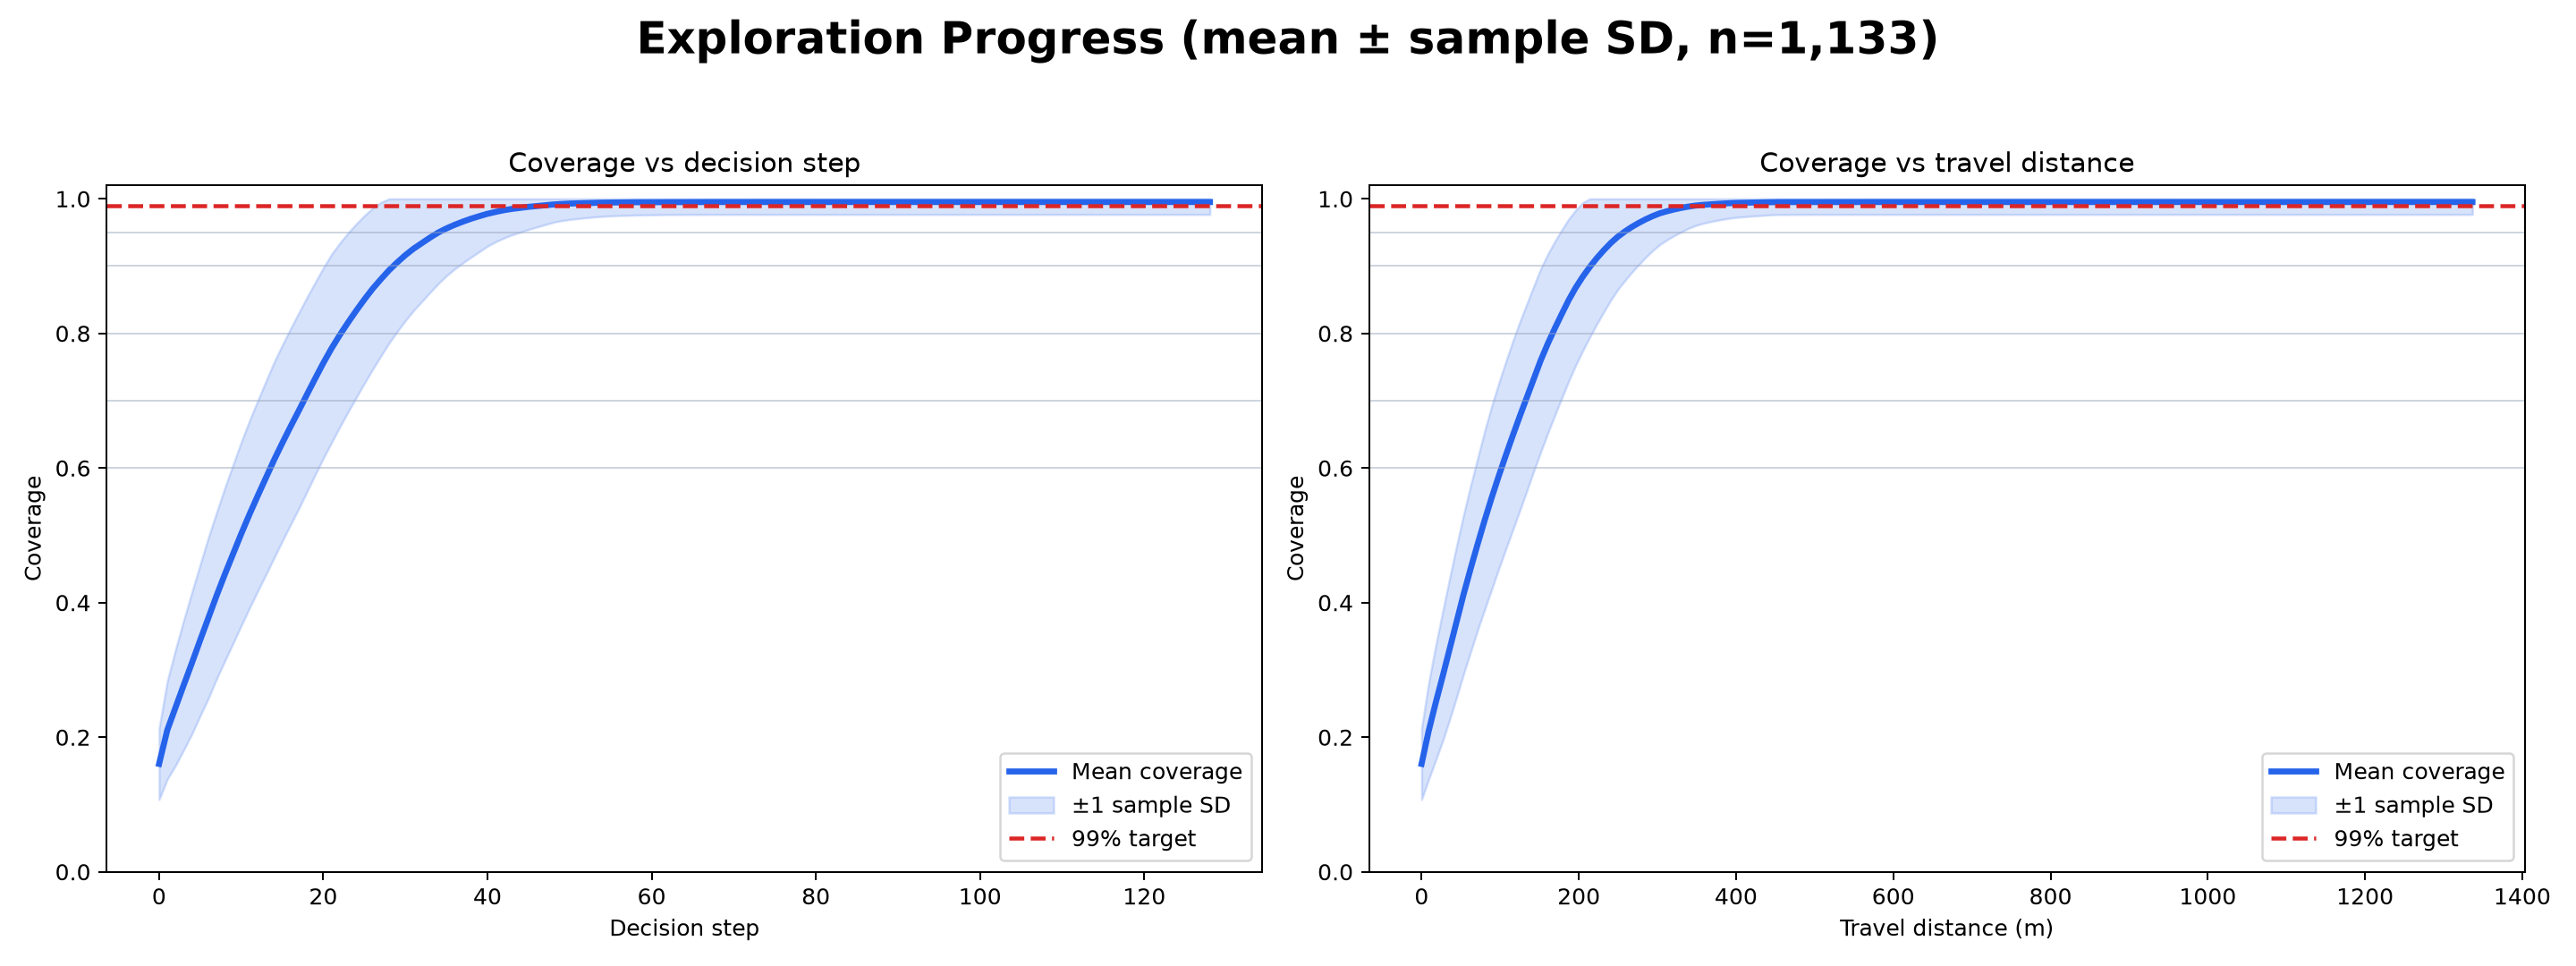 Exploration Progress (mean ± sample SD, n=1,133)
Coverage vs decision step
1.0
0.8
0.6
0.4
0.2
0.0
Coverage
0 20 40 60 80 100 120
Decision step
Mean coverage
±1 sample SD
99% target
Coverage vs travel distance
1.0
0.8
0.6
0.4
0.2
0.0
Coverage
0 200 400 600 800 1000 1200 1400
Travel distance (m)
Mean coverage
±1 sample SD
99% target